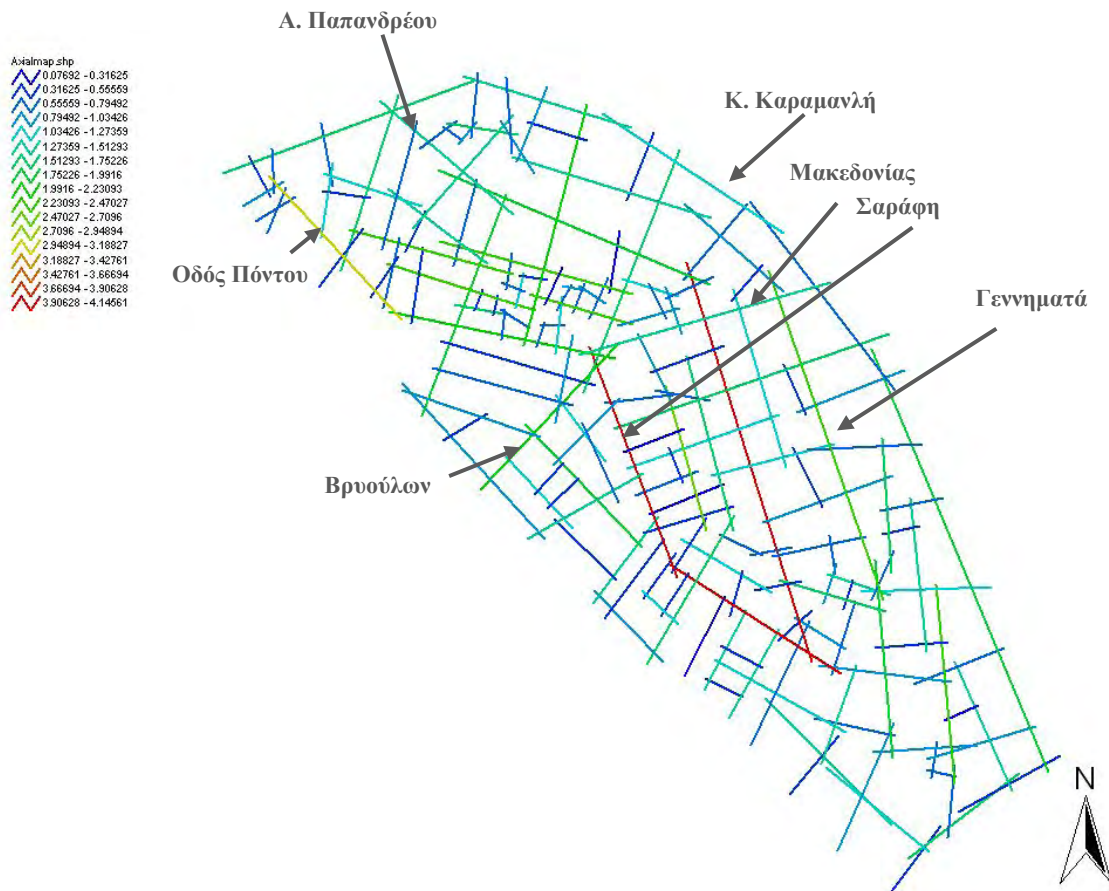 Α. Παπανδρέου
Axialmap.shp
0.07692 - 0.31625
0.31625 - 0.55559
0.55559 - 0.79492
0.79492 - 1.03426
1.03426 - 1.27359
1.27359 - 1.51293
1.51293 - 1.75226
1.75226 - 1.9916
1.9916 - 2.23093
2.23093 - 2.47027
2.47027 - 2.7096
2.7096 - 2.94894
2.94894 - 3.18827
3.18827 - 3.42761
3.42761 - 3.66694
3.66694 - 3.90628
3.90628 - 4.14561
Κ. Καραμανλή
Μακεδονίας
Σαράφη
Οδός Πόντου
Γεννηματά
Βρυούλων
N